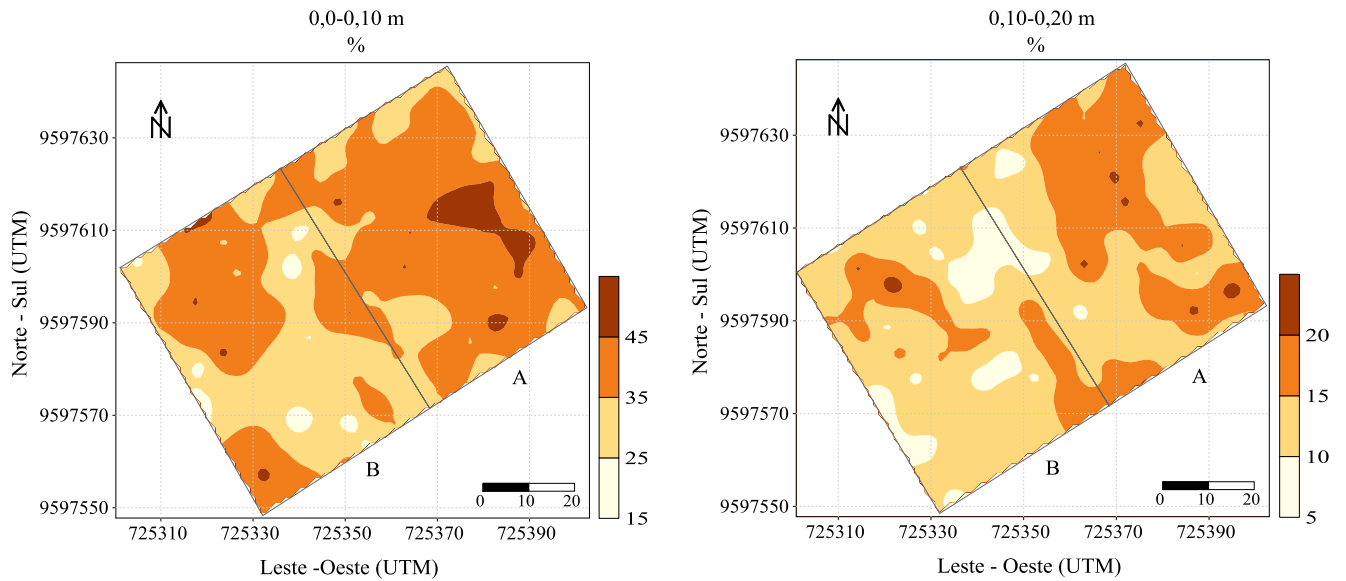 0,0-0,10 m
%
N
9597630
9597610
9597590
9597570
9597550
Norte - Sul (UTM)
725310 725330 725350 725370 725390
Leste -Oeste (UTM)
A
B
0 10 20
45
35
25
15
0,10-0,20 m
%
N
9597630
9597610
9597590
9597570
9597550
Norte - Sul (UTM)
725310 725330 725350 725370 725390
Leste - Oeste (UTM)
A
B
0 10 20
20
15
10
5